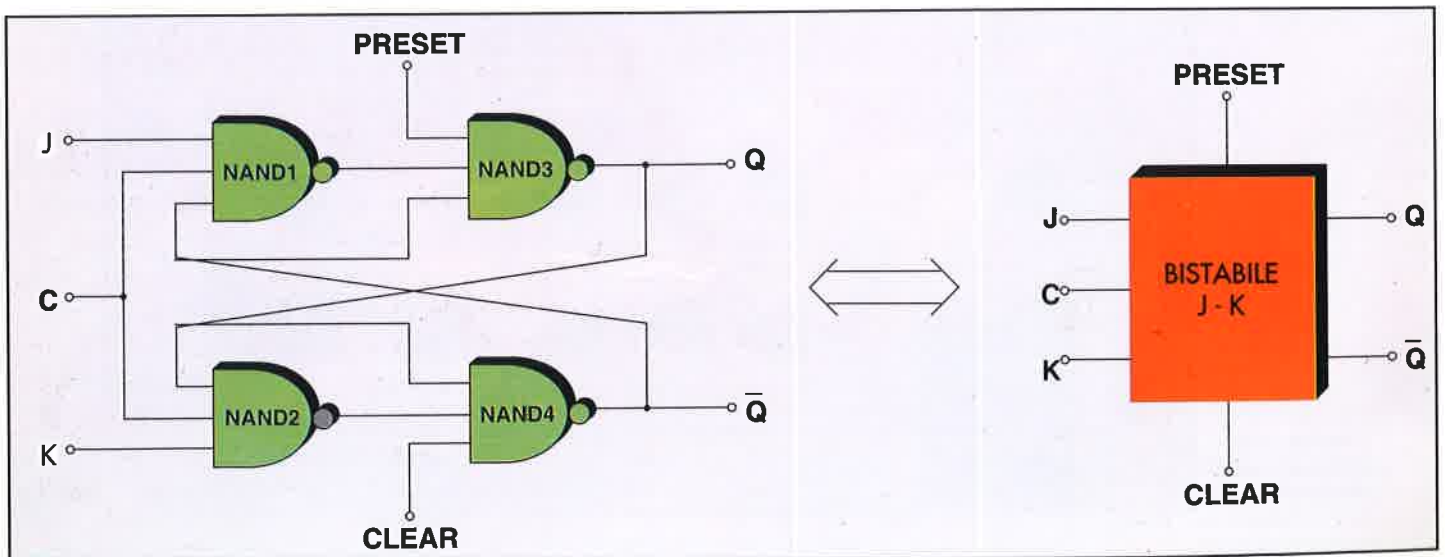 PRESET
J
NAND1
NAND3
Q
C
NAND2
NAND4
Q̅
K
CLEAR
PRESET
J
Q
BISTABILE
J - K
C
K
Q̅
CLEAR